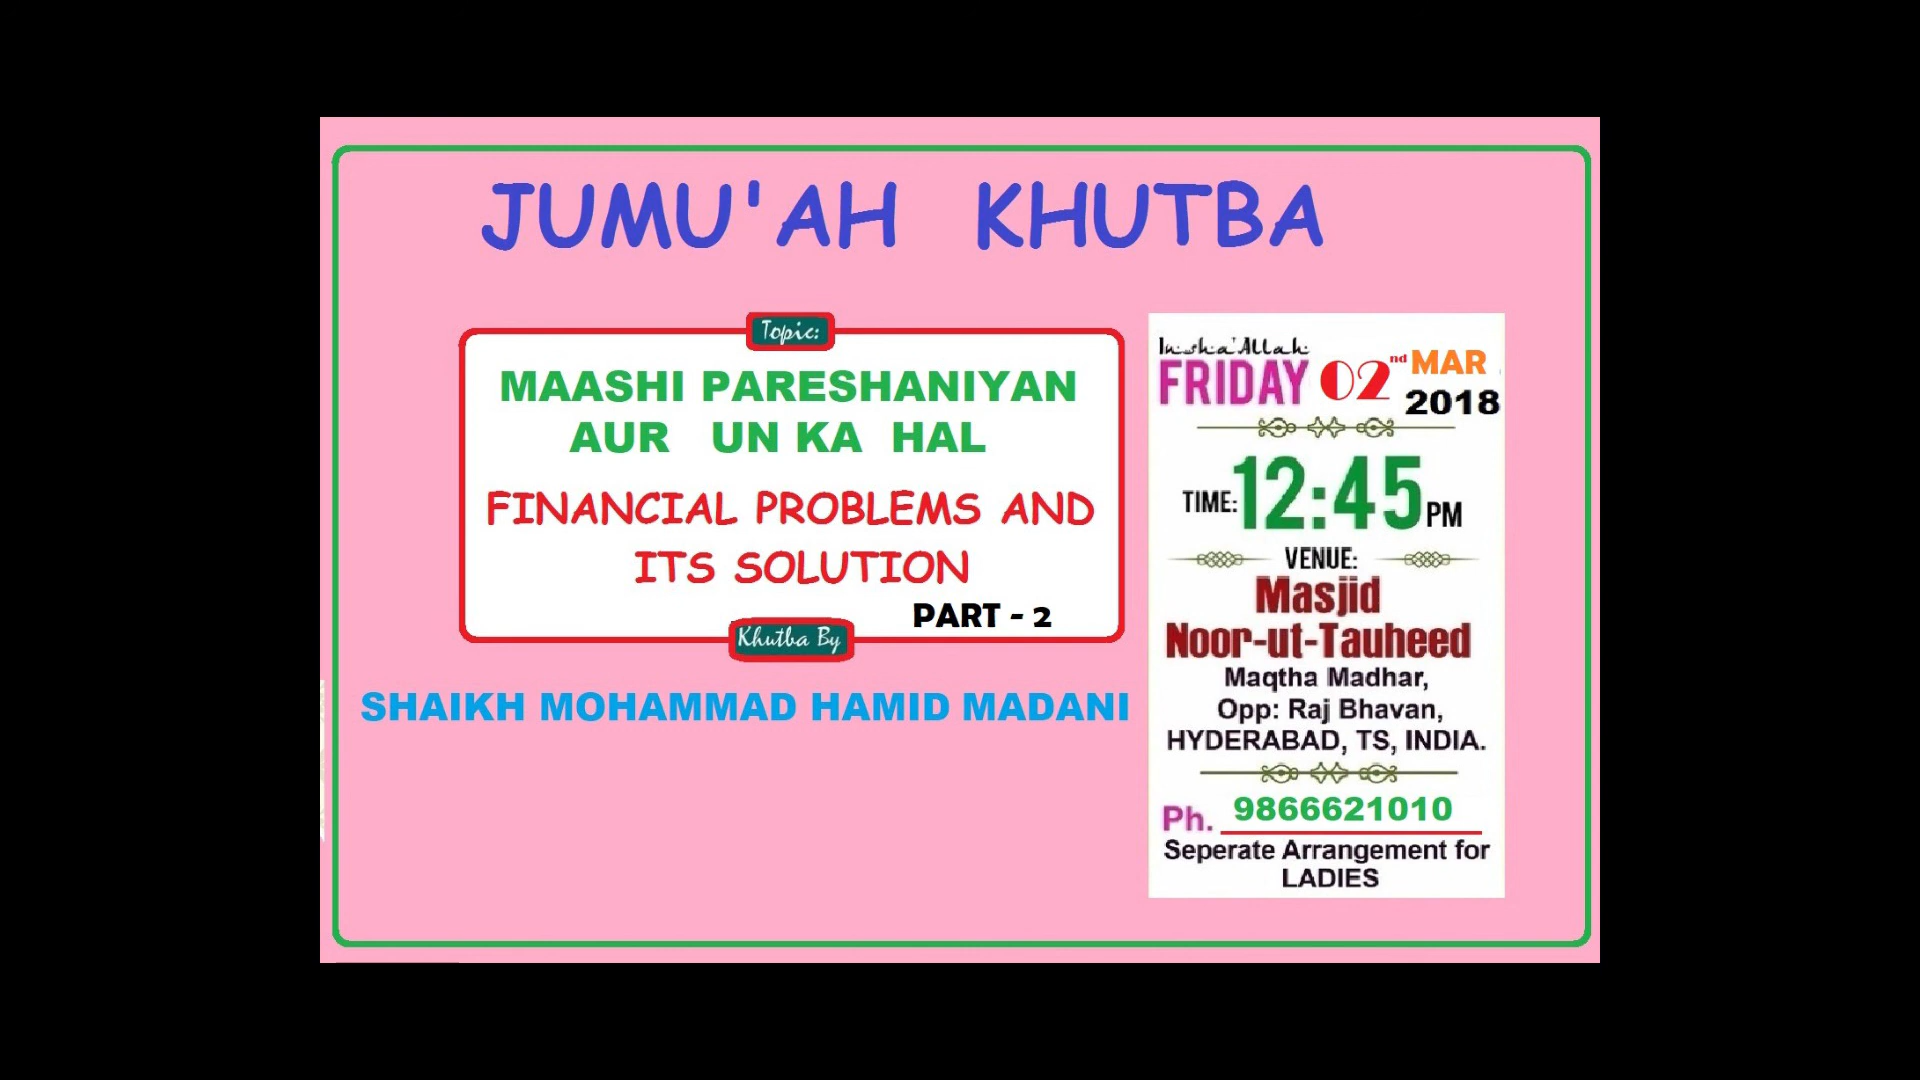 JUMU'AH KHUTBA
Topic:
MAASHI PARESHANIYAN
AUR UN KA HAL
FINANCIAL PROBLEMS AND
ITS SOLUTION
PART - 2
Khutba By
SHAIKH MOHAMMAD HAMID MADANI
Insha'Allah
FRIDAY 02nd MAR
2018
TIME: 12:45 PM
VENUE:
Masjid
Noor-ut-Tauheed
Maqtha Madhar,
Opp: Raj Bhavan,
HYDERABAD, TS, INDIA.
Ph. 9866621010
Seperate Arrangement for
LADIES